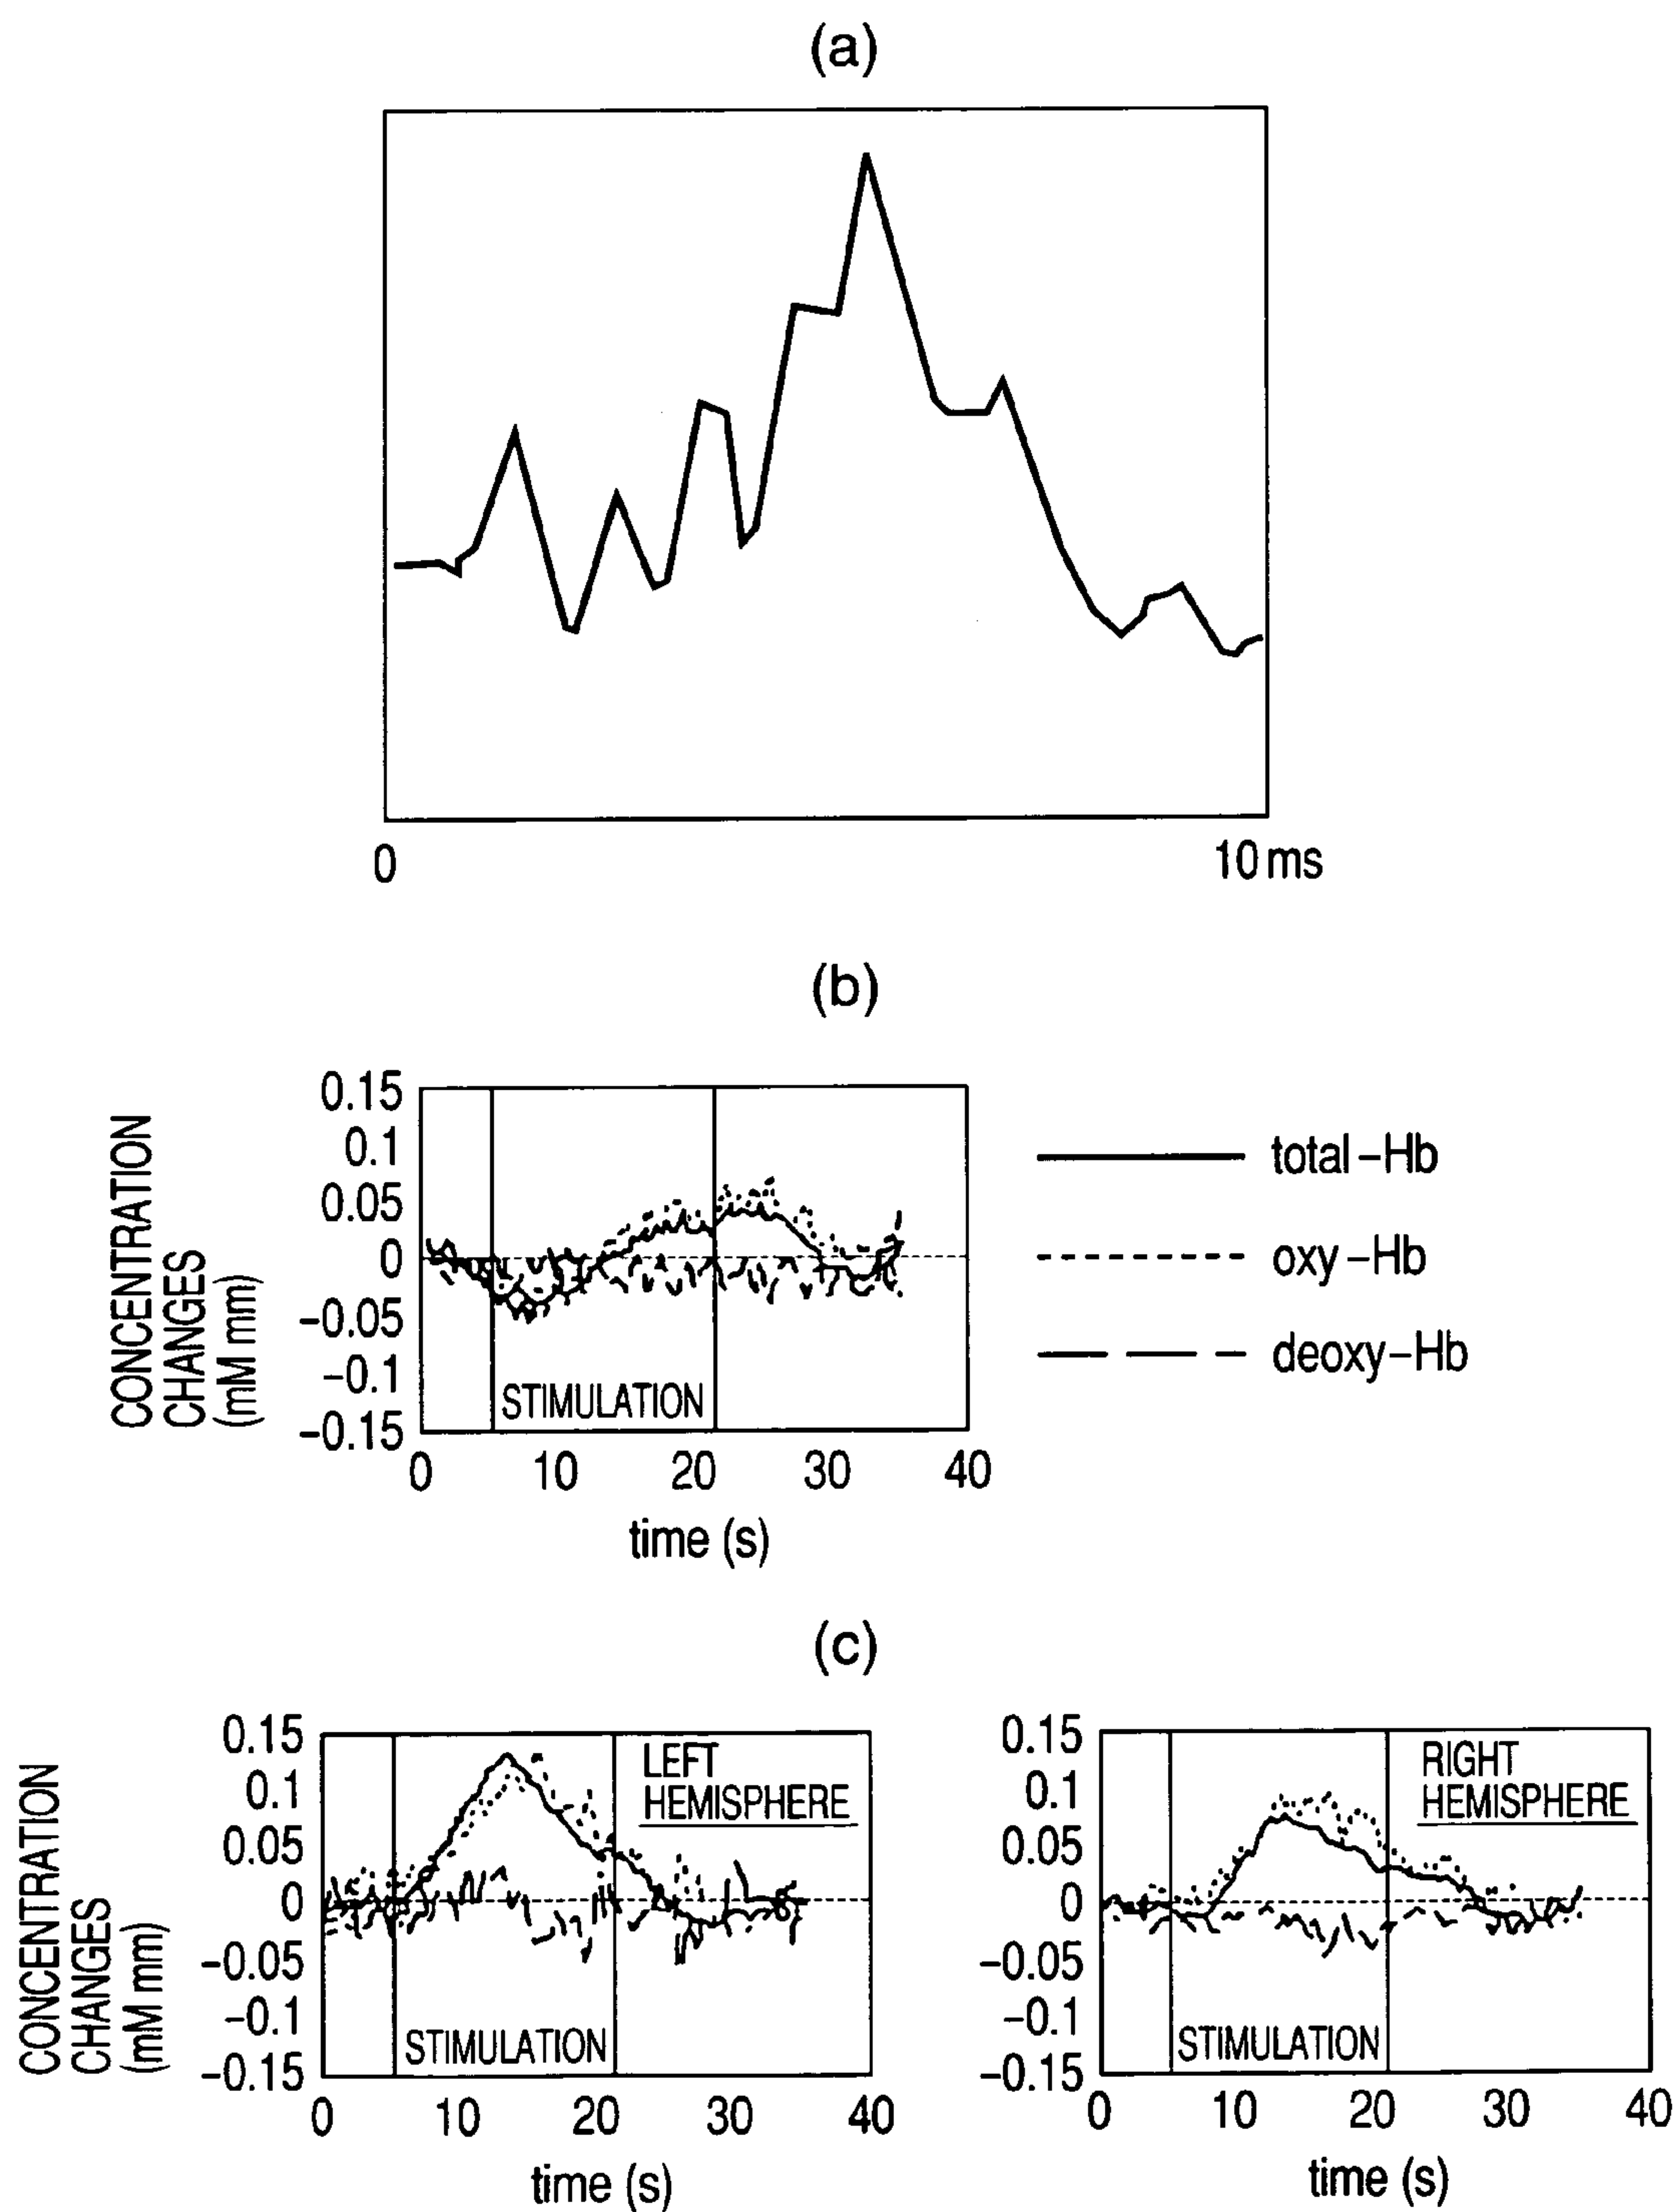 (a)
0
10 ms
(b)
CONCENTRATION
CHANGES
(mM mm)
0.15
0.1
0.05
0
−0.05
−0.1
−0.15
STIMULATION
0 10 20 30 40
time (s)
total−Hb
oxy−Hb
deoxy−Hb
(c)
CONCENTRATION
CHANGES
(mM mm)
0.15
0.1
0.05
0
−0.05
−0.1
−0.15
LEFT
HEMISPHERE
STIMULATION
0 10 20 30 40
time (s)
0.15
0.1
0.05
0
−0.05
−0.1
−0.15
RIGHT
HEMISPHERE
STIMULATION
0 10 20 30 40
time (s)